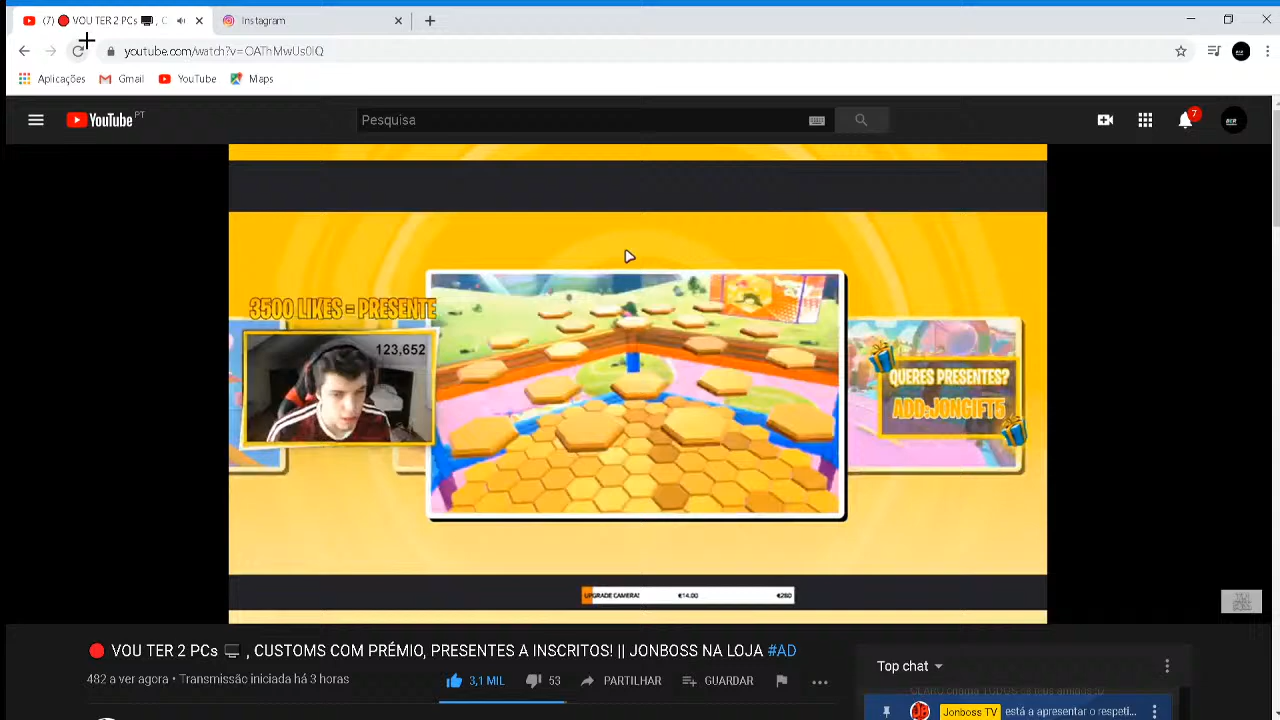 (7) 🔴 VOU TER 2 PCs 🖥️ , C
Instagram
youtube.com/watch?v=OAThMwUs0lQ
Aplicações
Gmail
YouTube
Maps
YouTube PT
Pesquisa
7
3500 LIKES = PRESENTE
123,652
QUERES PRESENTES?
ADD:JONGIFT5
UPGRADE CAMERA! €14.00 €280
🔴 VOU TER 2 PCs 🖥️ , CUSTOMS COM PRÉMIO, PRESENTES A INSCRITOS! || JONBOSS NA LOJA #AD
482 a ver agora • Transmissão iniciada há 3 horas
3,1 MIL
53
PARTILHAR
GUARDAR
Top chat
Jonboss TV está a apresentar o respeti...